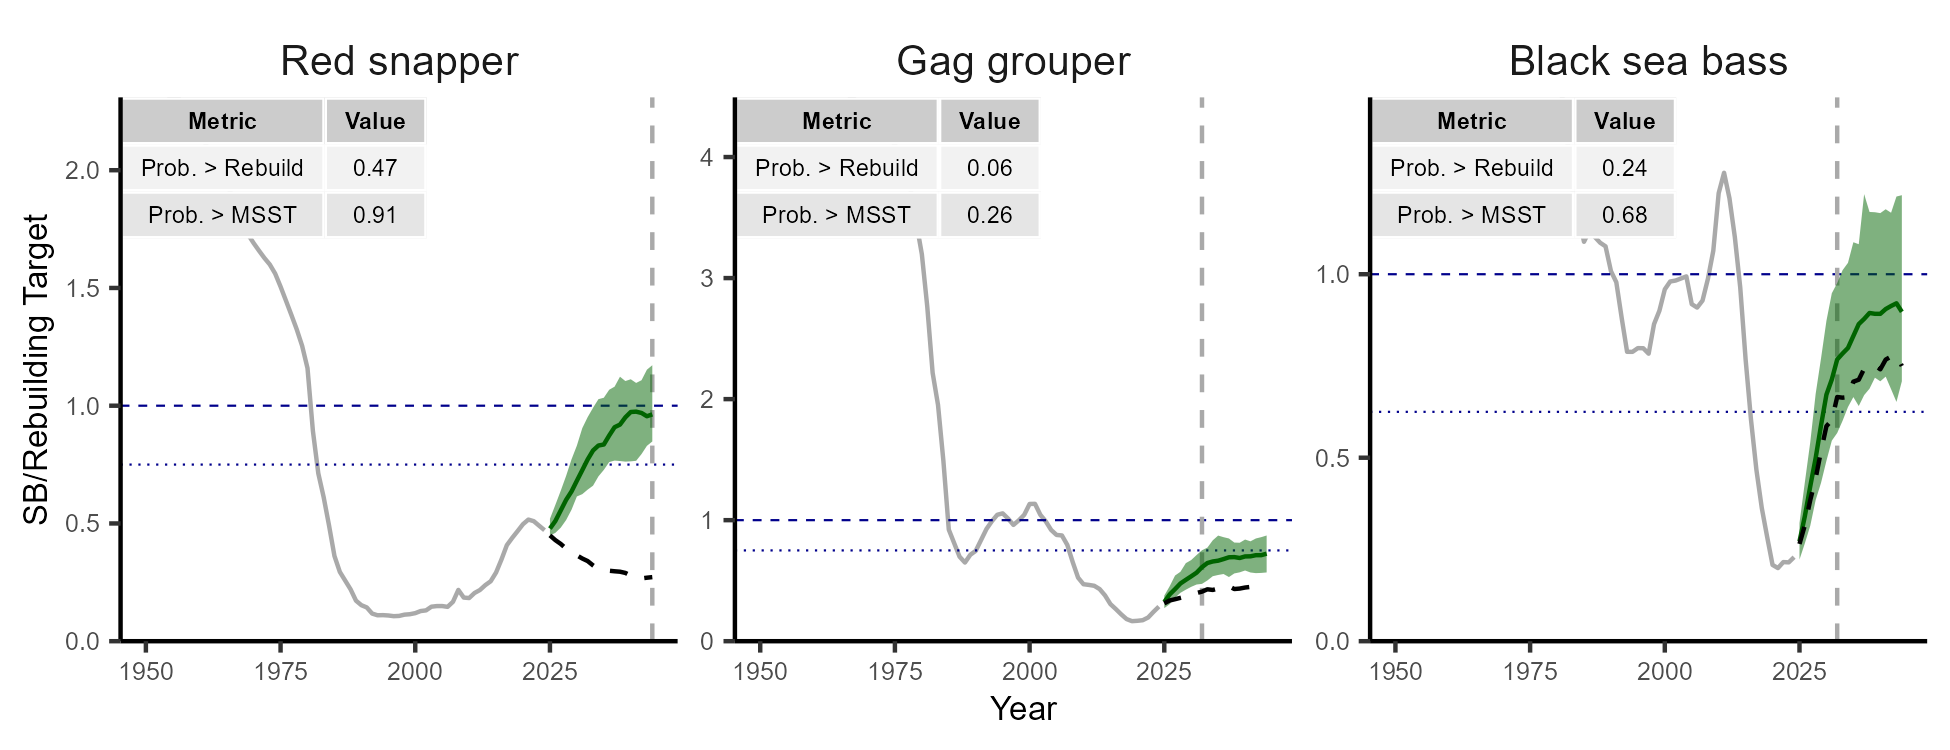 Red snapper
Gag grouper
Black sea bass
SB/Rebuilding Target
Metric Value
Prob. > Rebuild 0.47
Prob. > MSST 0.91
2.0
1.5
1.0
0.5
0.0
1950 1975 2000 2025
Metric Value
Prob. > Rebuild 0.06
Prob. > MSST 0.26
4
3
2
1
0
1950 1975 2000 2025
Metric Value
Prob. > Rebuild 0.24
Prob. > MSST 0.68
1.0
0.5
0.0
1950 1975 2000 2025
Year